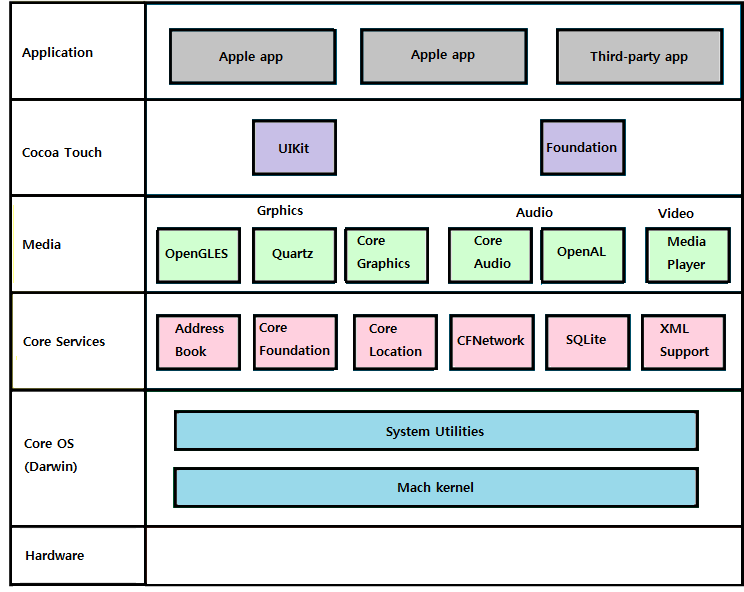 Application
Apple app
Apple app
Third-party app
Cocoa Touch
UIKit
Foundation
Media
Grphics
Audio
Video
OpenGLES
Quartz
Core
Graphics
Core
Audio
OpenAL
Media
Player
Core Services
Address
Book
Core
Foundation
Core
Location
CFNetwork
SQLite
XML
Support
Core OS
(Darwin)
System Utilities
Mach kernel
Hardware